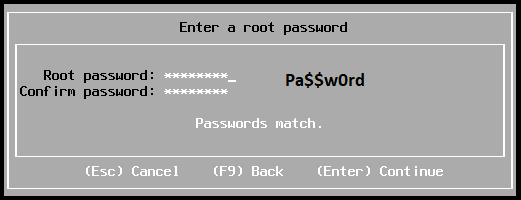 Enter a root password
Root password: ********_ Pa$$w0rd
Confirm password: ********
Passwords match.
(Esc) Cancel (F9) Back (Enter) Continue